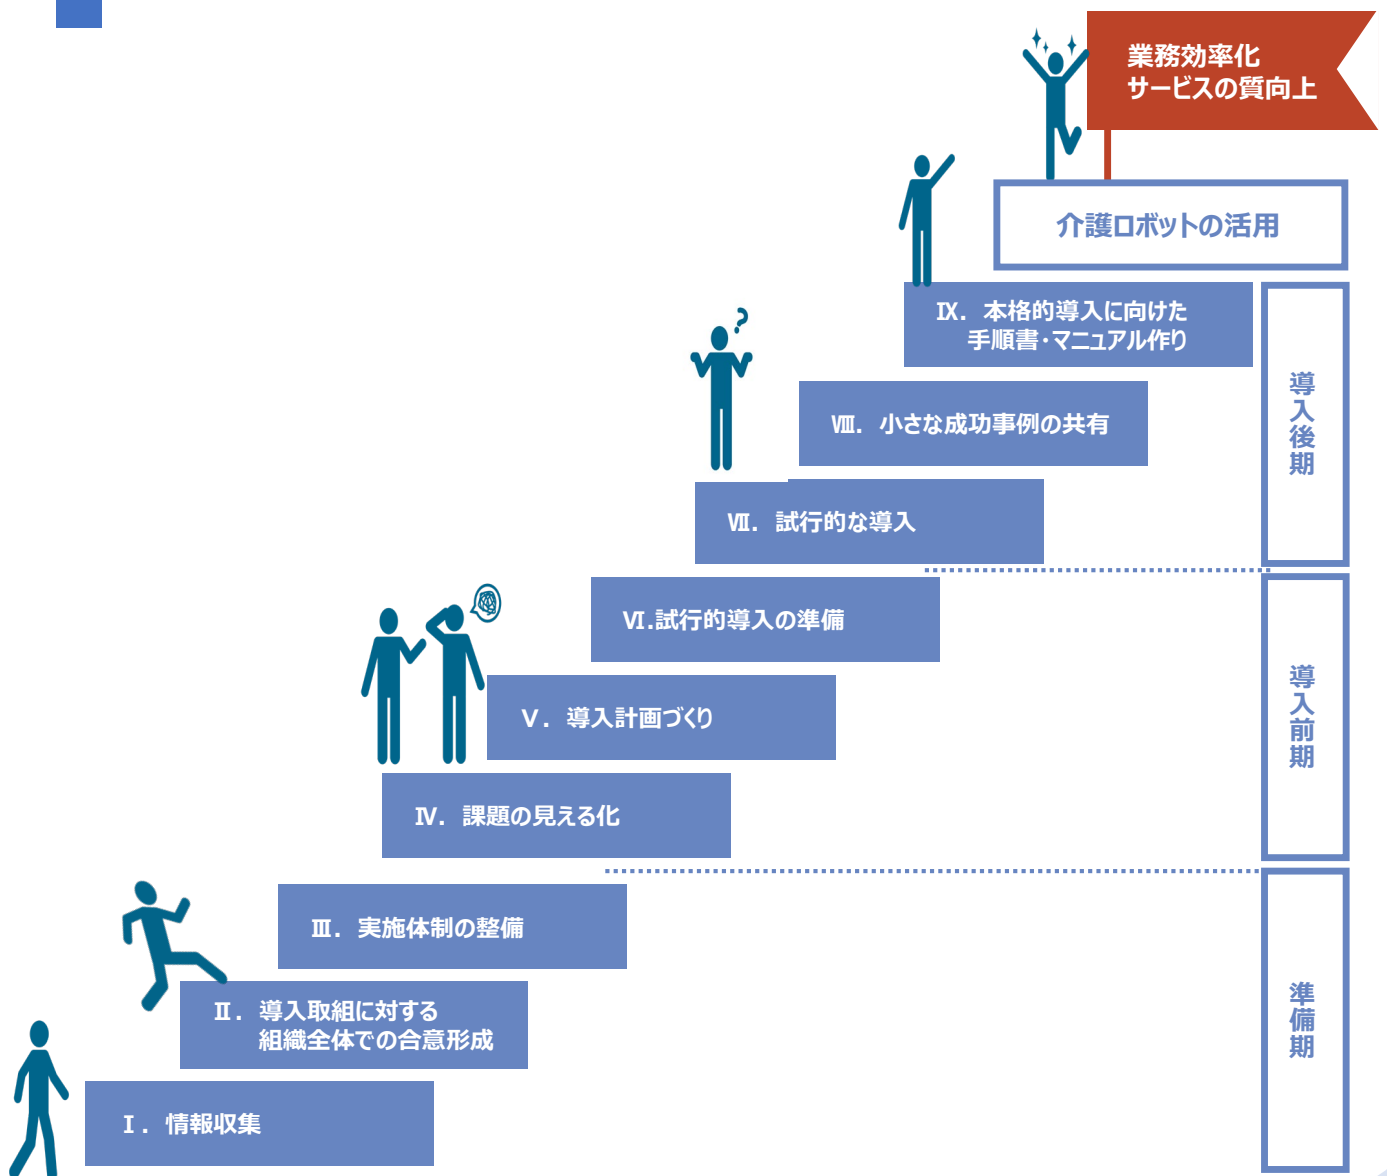 業務効率化
サービスの質向上
介護ロボットの活用
Ⅸ．本格的導入に向けた
手順書・マニュアル作り
Ⅷ．小さな成功事例の共有
Ⅶ．試行的な導入
導入後期
Ⅵ.試行的導入の準備
Ⅴ．導入計画づくり
Ⅳ．課題の見える化
導入前期
Ⅲ．実施体制の整備
Ⅱ．導入取組に対する
組織全体での合意形成
Ⅰ．情報収集
準備期